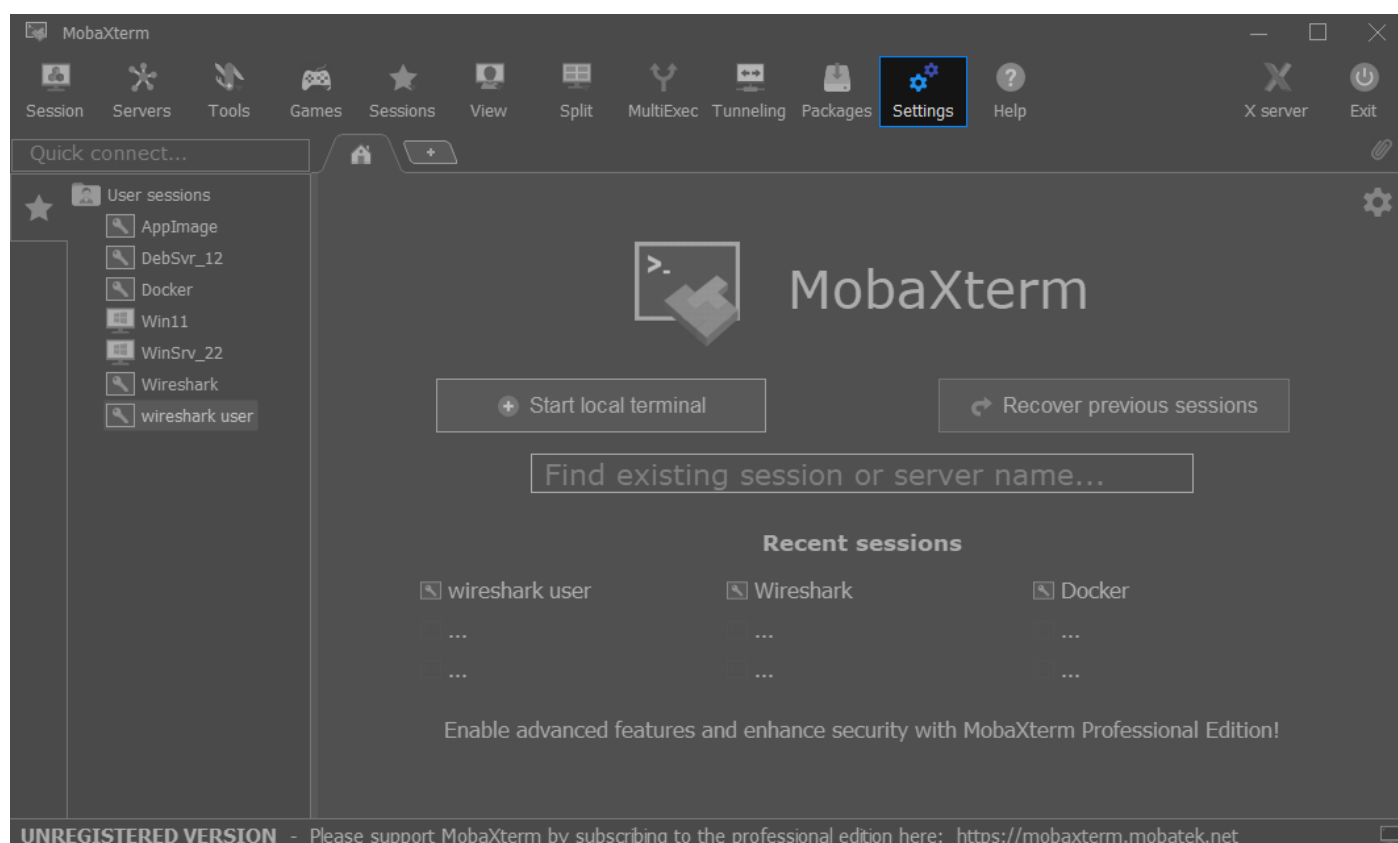 MobaXterm
Session Servers Tools Games Sessions View Split MultiExec Tunneling Packages Settings Help X server Exit
Quick connect...
User sessions
AppImage
DebSvr_12
Docker
Win11
WinSrv_22
Wireshark
wireshark user
>_
MobaXterm
Start local terminal
Recover previous sessions
Find existing session or server name...
Recent sessions
wireshark user Wireshark Docker
... ... ...
... ... ...
Enable advanced features and enhance security with MobaXterm Professional Edition!
UNREGISTERED VERSION - Please support MobaXterm by subscribing to the professional edition here: https://mobaxterm.mobatek.net